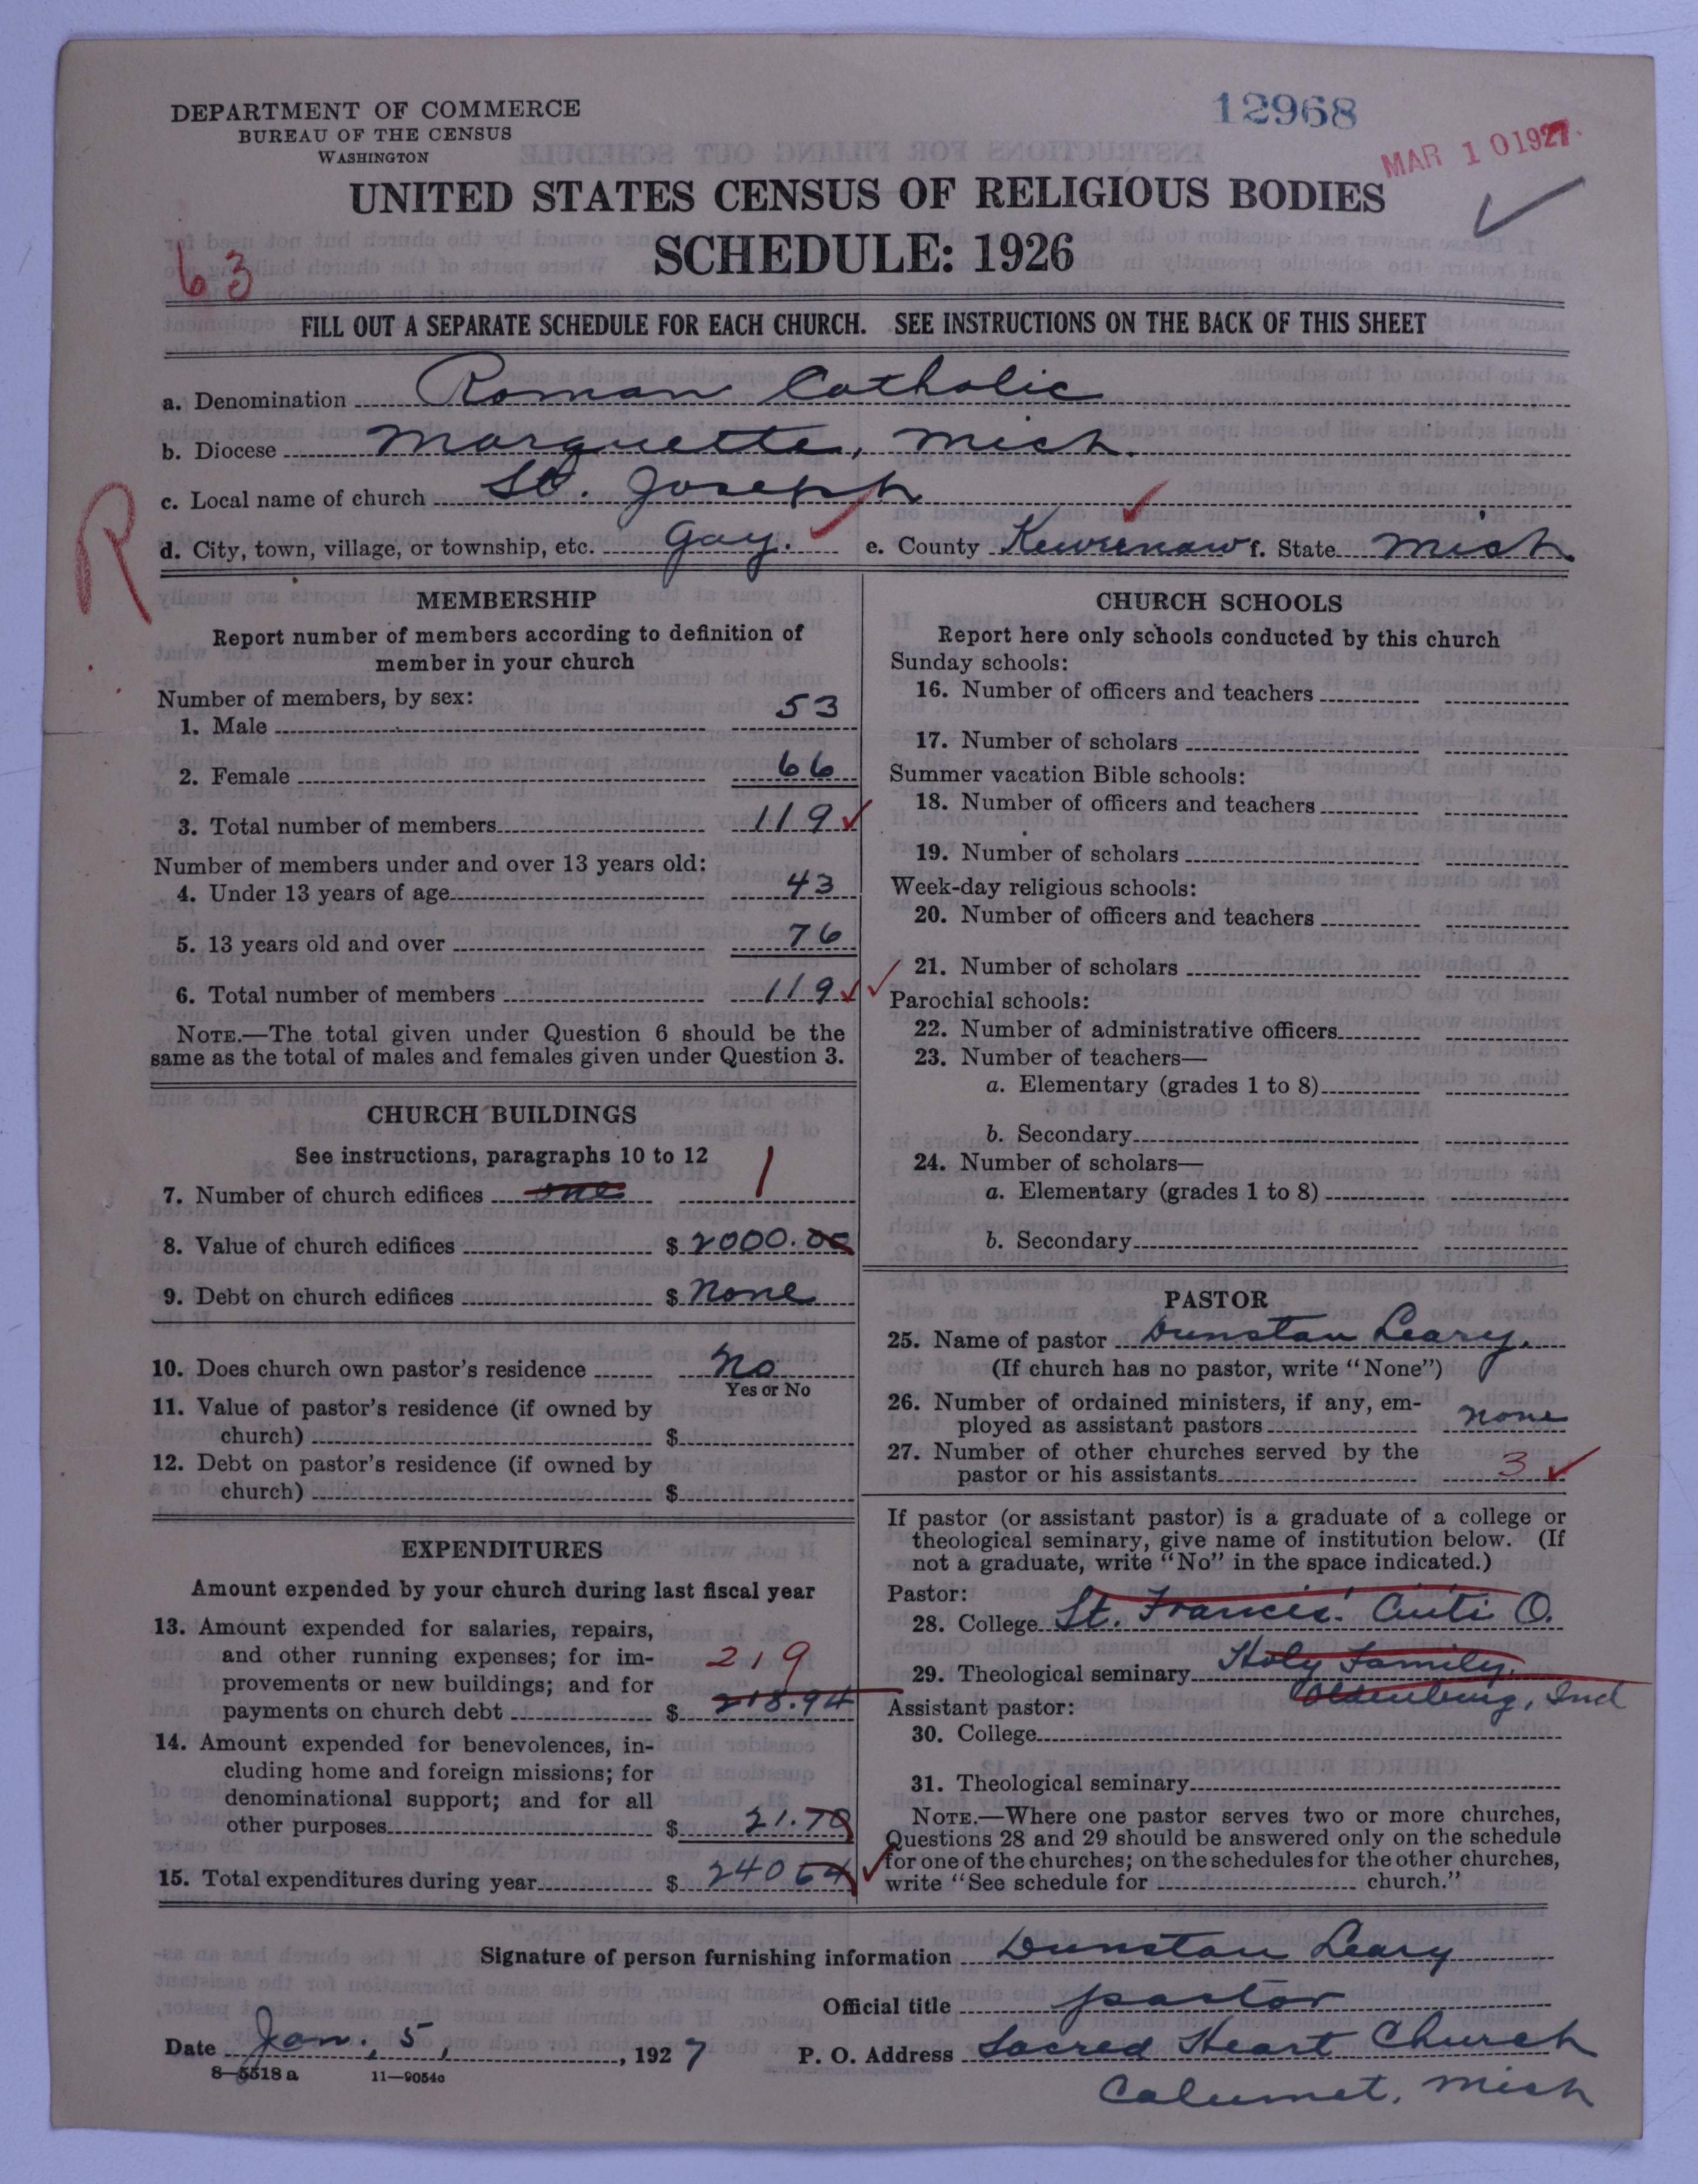 DEPARTMENT OF COMMERCE
BUREAU OF THE CENSUS
WASHINGTON
12968
MAR 10 1927
UNITED STATES CENSUS OF RELIGIOUS BODIES
SCHEDULE: 1926
63
FILL OUT A SEPARATE SCHEDULE FOR EACH CHURCH. SEE INSTRUCTIONS ON THE BACK OF THIS SHEET
a. Denomination Roman Catholic
b. Diocese Marquette, Mich.
c. Local name of church St. Joseph
d. City, town, village, or township, etc. Gay. e. County Keweenaw f. State Mich
R
MEMBERSHIP
Report number of members according to definition of
member in your church
Number of members, by sex:
1. Male 53
2. Female 66
3. Total number of members 119
Number of members under and over 13 years old:
4. Under 13 years of age 43
5. 13 years old and over 76
6. Total number of members 119
NOTE.—The total given under Question 6 should be the
same as the total of males and females given under Question 3.
CHURCH BUILDINGS
See instructions, paragraphs 10 to 12
7. Number of church edifices one 1
8. Value of church edifices $ 2000.00
9. Debt on church edifices $ None
10. Does church own pastor's residence No
Yes or No
11. Value of pastor's residence (if owned by
church) $
12. Debt on pastor's residence (if owned by
church) $
EXPENDITURES
Amount expended by your church during last fiscal year
13. Amount expended for salaries, repairs,
and other running expenses; for im-
provements or new buildings; and for
219
payments on church debt $ 218.94
14. Amount expended for benevolences, in-
cluding home and foreign missions; for
denominational support; and for all
other purposes $ 21.70
15. Total expenditures during year $ 240 64
CHURCH SCHOOLS
Report here only schools conducted by this church
Sunday schools:
16. Number of officers and teachers
17. Number of scholars
Summer vacation Bible schools:
18. Number of officers and teachers
19. Number of scholars
Week-day religious schools:
20. Number of officers and teachers
21. Number of scholars
Parochial schools:
22. Number of administrative officers
23. Number of teachers—
a. Elementary (grades 1 to 8)
b. Secondary
24. Number of scholars—
a. Elementary (grades 1 to 8)
b. Secondary
PASTOR
25. Name of pastor Dunstan Leary.
(If church has no pastor, write "None")
26. Number of ordained ministers, if any, em-
ployed as assistant pastors none
27. Number of other churches served by the
pastor or his assistants 3
If pastor (or assistant pastor) is a graduate of a college or
theological seminary, give name of institution below. (If
not a graduate, write "No" in the space indicated.)
Pastor:
28. College St. Francis' O.
29. Theological seminary Holy Family,
Oldenburg, Ind
Assistant pastor:
30. College
31. Theological seminary
NOTE.—Where one pastor serves two or more churches,
Questions 28 and 29 should be answered only on the schedule
for one of the churches; on the schedules for the other churches,
write "See schedule for church."
Signature of person furnishing information Dunstan Leary
Official title pastor
Date Jan. 5, 1927 P. O. Address Sacred Heart Church
Calumet, Mich
8—5518 a 11—9054a